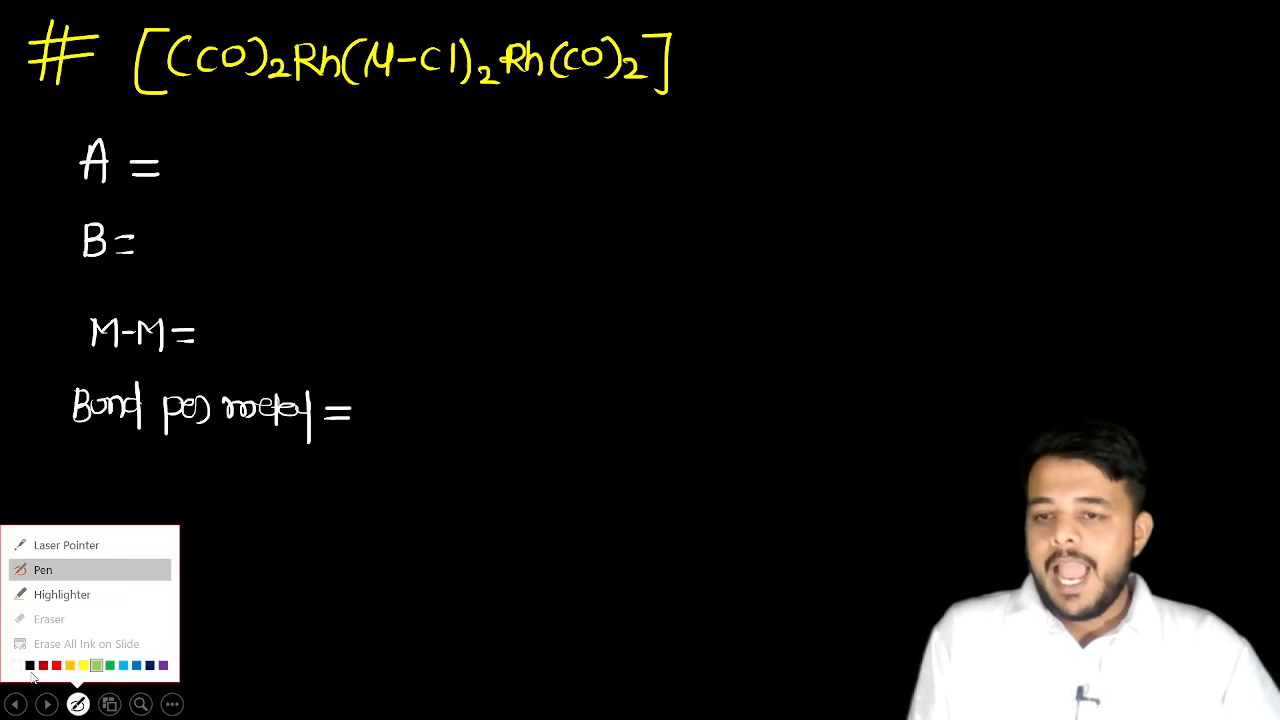 # [(CO)2Rh(μ-Cl)2Rh(CO)2]
A =
B =
M-M =
Bond per metal =
Laser Pointer
Pen
Highlighter
Eraser
Erase All Ink on Slide